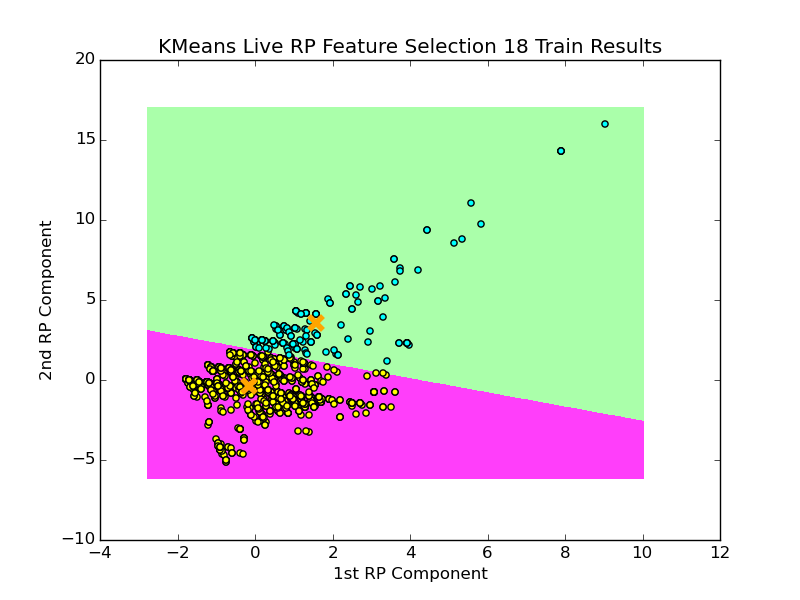 KMeans Live RP Feature Selection 18 Train Results
20
15
10
5
0
−5
−10
2nd RP Component
−4 −2 0 2 4 6 8 10 12
1st RP Component